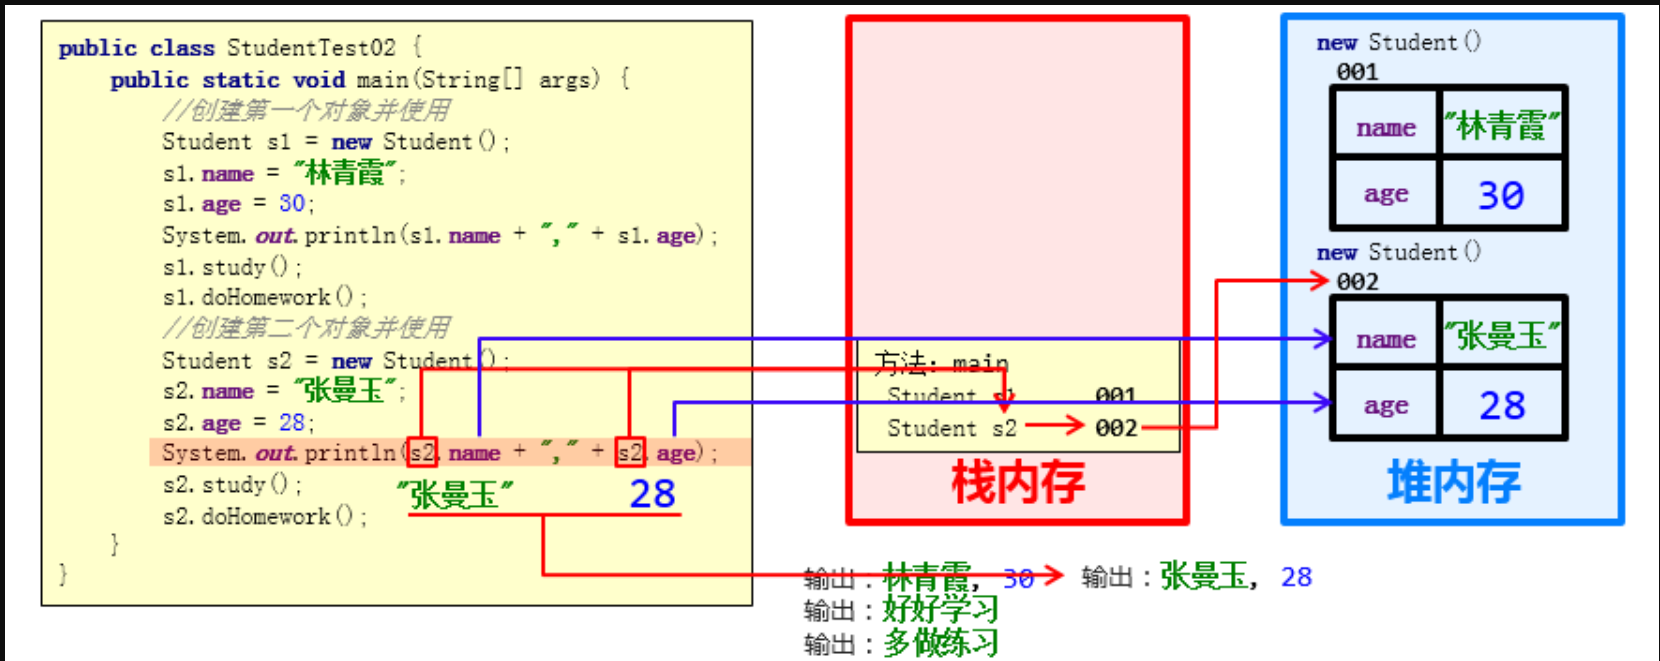 public class StudentTest02 {
public static void main(String[] args) {
//创建第一个对象并使用
Student s1 = new Student();
s1.name = "林青霞";
s1.age = 30;
System.out.println(s1.name + "," + s1.age);
s1.study();
s1.doHomework();
//创建第二个对象并使用
Student s2 = new Student();
s2.name = "张曼玉";
s2.age = 28;
System.out.println(s2.name + "," + s2.age);
"张曼玉" 28
s2.study();
s2.doHomework();
}
}
方法: main
Student s1 001
Student s2 002
栈内存
new Student()
001
name "林青霞"
age 30
new Student()
002
name "张曼玉"
age 28
堆内存
输出：林青霞, 30
输出：张曼玉, 28
输出：好好学习
输出：多做练习